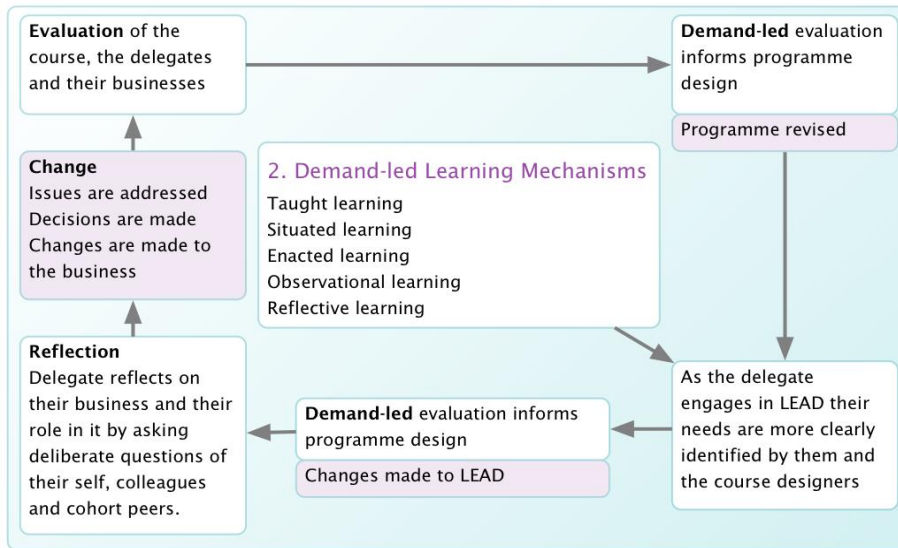 Evaluation of the
course, the delegates
and their businesses
Demand-led evaluation
informs programme
design
Programme revised
Change
Issues are addressed
Decisions are made
Changes are made to
the business
2. Demand-led Learning Mechanisms
Taught learning
Situated learning
Enacted learning
Observational learning
Reflective learning
Reflection
Delegate reflects on
their business and their
role in it by asking
deliberate questions of
their self, colleagues
and cohort peers.
Demand-led evaluation informs
programme design
Changes made to LEAD
As the delegate
engages in LEAD their
needs are more clearly
identified by them and
the course designers